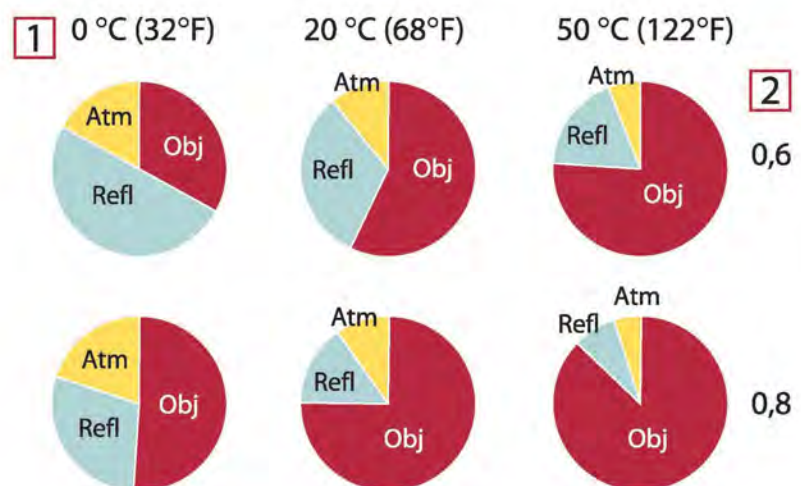 1 0 °C (32°F) 20 °C (68°F) 50 °C (122°F)
2
Atm Obj Refl
Atm Refl Obj
Atm Refl Obj
0,6
Atm Obj Refl
Atm Refl Obj
Atm Refl Obj
0,8